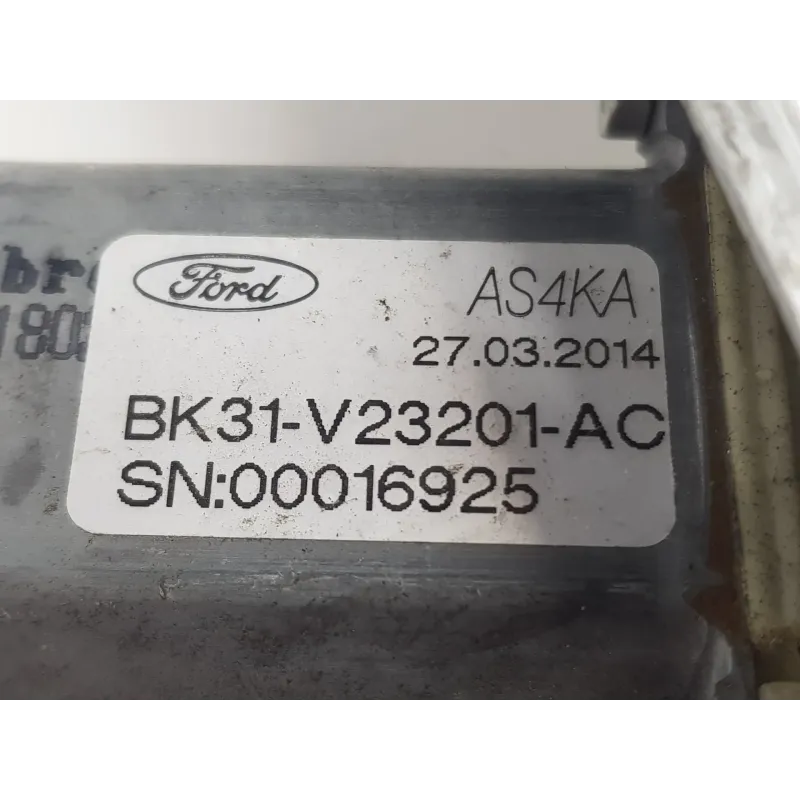 Ford AS4KA
27.03.2014
BK31-V23201-AC
SN:00016925